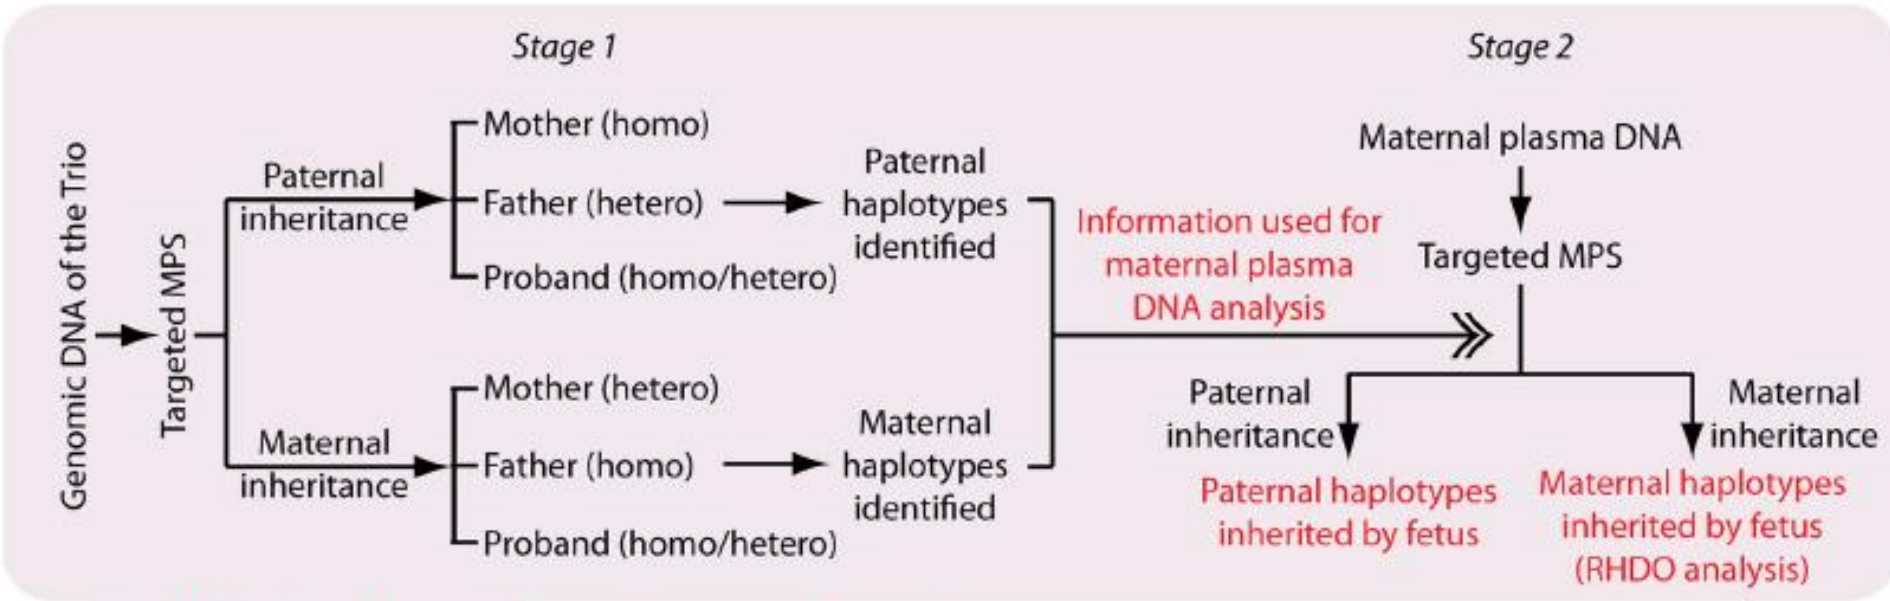 Stage 1
Genomic DNA of the Trio
Targeted MPS
Paternal
inheritance
Mother (homo)
Father (hetero)
Proband (homo/hetero)
Paternal
haplotypes
identified
Maternal
inheritance
Mother (hetero)
Father (homo)
Proband (homo/hetero)
Maternal
haplotypes
identified
Information used for
maternal plasma
DNA analysis
Stage 2
Maternal plasma DNA
Targeted MPS
Paternal
inheritance
Paternal haplotypes
inherited by fetus
Maternal
inheritance
Maternal haplotypes
inherited by fetus
(RHDO analysis)